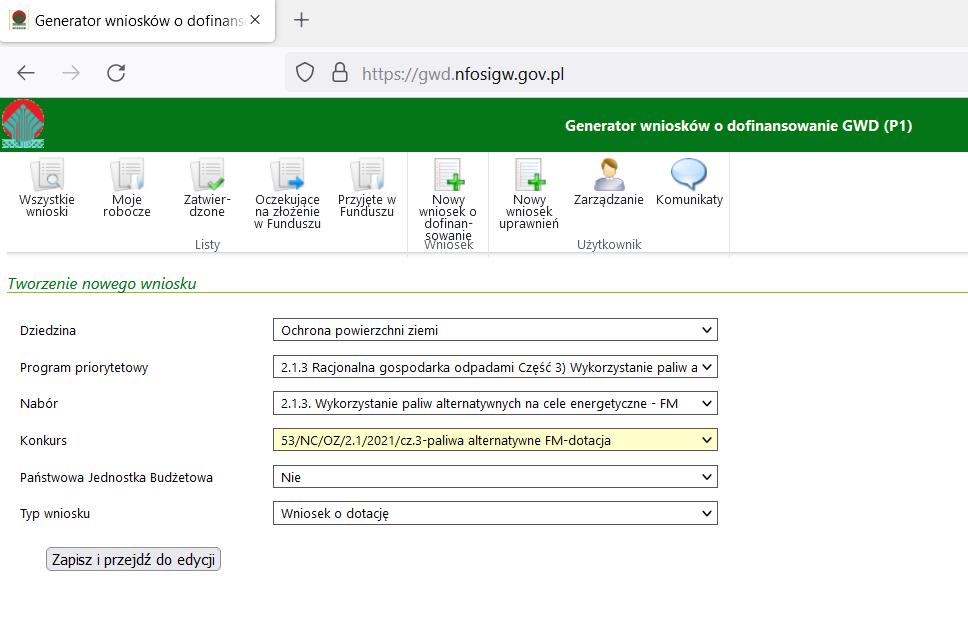 Generator wniosków o dofinans
https://gwd.nfosigw.gov.pl
Generator wniosków o dofinansowanie GWD (P1)
Wszystkie
wnioski
Moje
robocze
Zatwier-
dzone
Oczekujące
na złożenie
w Funduszu
Przyjęte w
Funduszu
Listy
Nowy
wniosek o
dofinan-
sowanie
Wniosek
Nowy
wniosek
uprawnień
Zarządzanie
Komunikaty
Użytkownik
Tworzenie nowego wniosku
Dziedzina Ochrona powierzchni ziemi
Program priorytetowy 2.1.3 Racjonalna gospodarka odpadami Część 3) Wykorzystanie paliw a
Nabór 2.1.3. Wykorzystanie paliw alternatywnych na cele energetyczne - FM
Konkurs 53/NC/OZ/2.1/2021/cz.3-paliwa alternatywne FM-dotacja
Państwowa Jednostka Budżetowa Nie
Typ wniosku Wniosek o dotację
Zapisz i przejdź do edycji